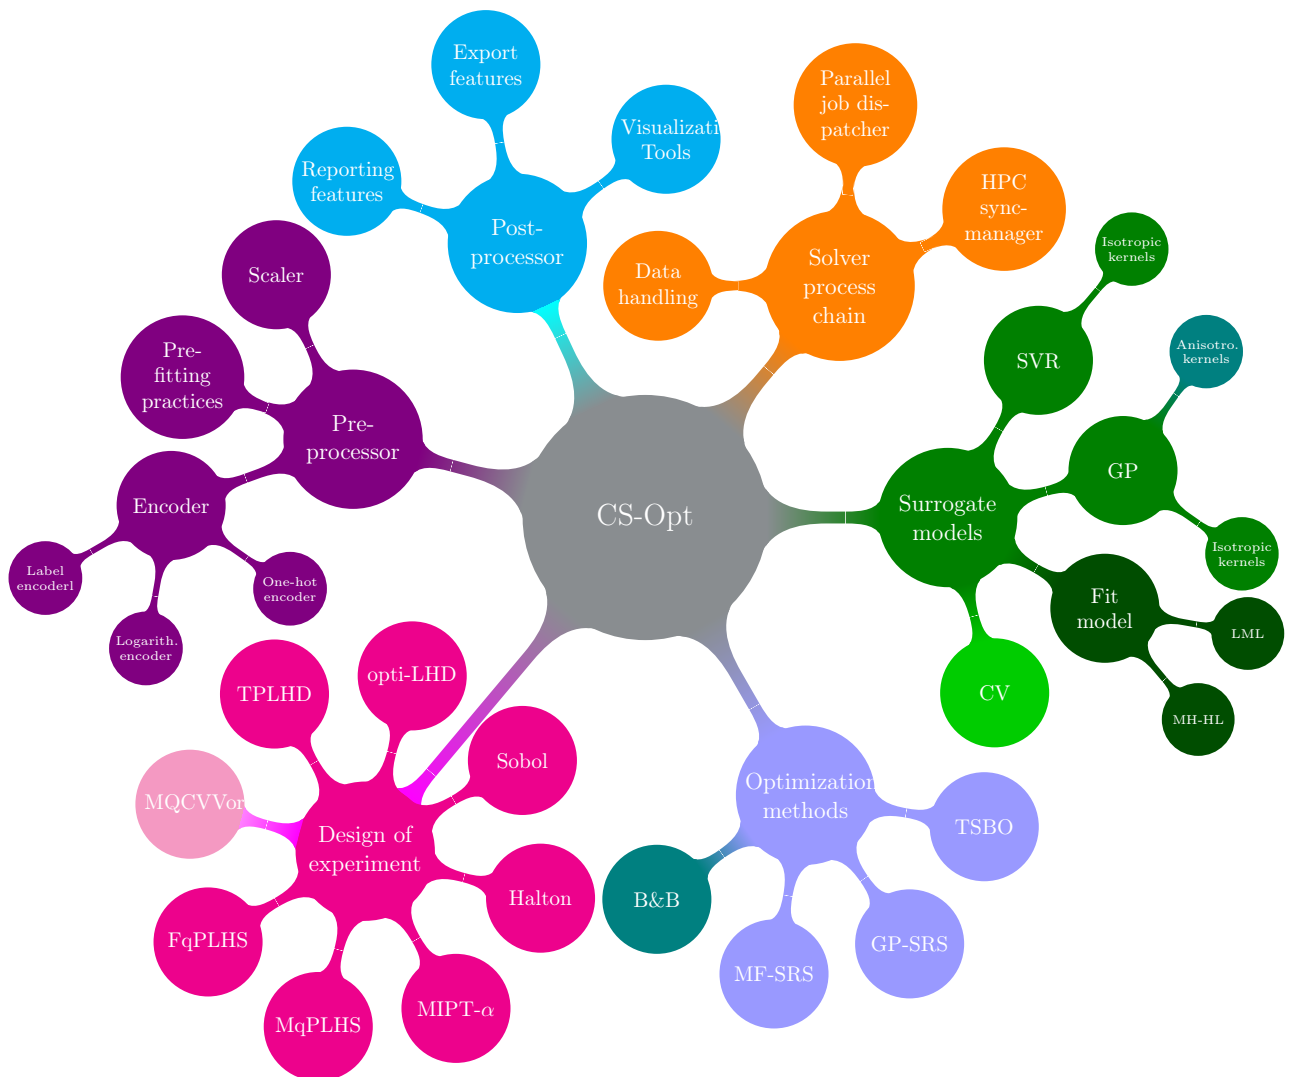 Export
features
Visualizati
Tools
Reporting
features
Post-
processor
Parallel
job dis-
patcher
HPC
sync-
manager
Data
handling
Solver
process
chain
Scaler
Pre-
fitting
practices
Pre-
processor
Encoder
Label
encoderl
Logarith.
encoder
One-hot
encoder
CS-Opt
Isotropic
kernels
SVR
Anisotro.
kernels
GP
Isotropic
kernels
Surrogate
models
Fit
model
LML
MH-HL
CV
TPLHD
opti-LHD
Sobol
MQCVVor
Design of
experiment
Halton
FqPLHS
MqPLHS
MIPT-α
Optimization
methods
TSBO
B&B
GP-SRS
MF-SRS